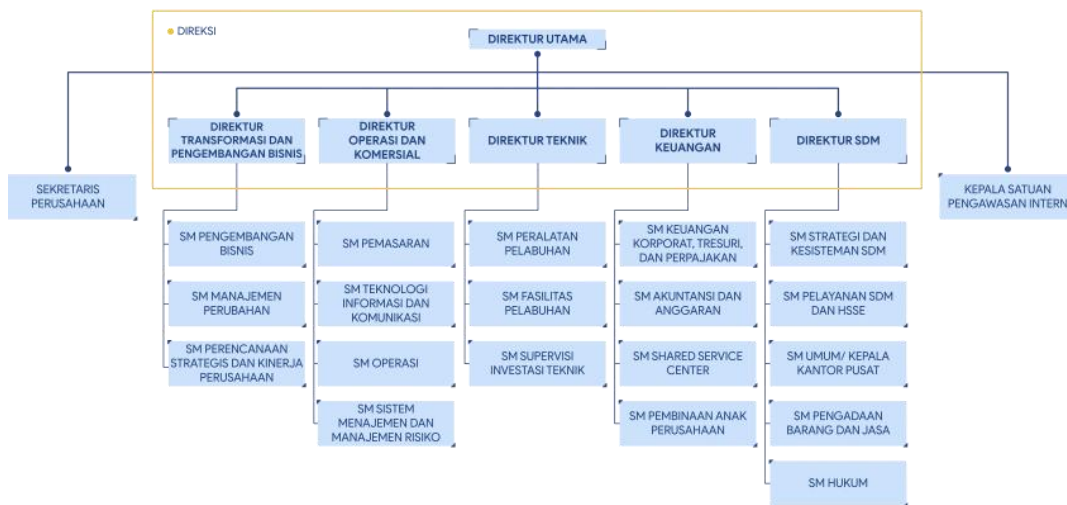 DIREKSI
DIREKTUR UTAMA
DIREKTUR
TRANSFORMASI DAN
PENGEMBANGAN BISNIS
DIREKTUR
OPERASI DAN
KOMERSIAL
DIREKTUR TEKNIK
DIREKTUR
KEUANGAN
DIREKTUR SDM
SEKRETARIS
PERUSAHAAN
KEPALA SATUAN
PENGAWASAN INTERN
SM PENGEMBANGAN
BISNIS
SM PEMASARAN
SM PERALATAN
PELABUHAN
SM KEUANGAN
KORPORAT, TRESURI,
DAN PERPAJAKAN
SM STRATEGI DAN
KESISTEMAN SDM
SM MANAJEMEN
PERUBAHAN
SM TEKNOLOGI
INFORMASI DAN
KOMUNIKASI
SM FASILITAS
PELABUHAN
SM AKUNTANSI DAN
ANGGARAN
SM PELAYANAN SDM
DAN HSSE
SM PERENCANAAN
STRATEGIS DAN KINERJA
PERUSAHAAN
SM OPERASI
SM SUPERVISI
INVESTASI TEKNIK
SM SHARED SERVICE
CENTER
SM UMUM/ KEPALA
KANTOR PUSAT
SM SISTEM
MENAJEMEN DAN
MANAJEMEN RISIKO
SM PEMBINAAN ANAK
PERUSAHAAN
SM PENGADAAN
BARANG DAN JASA
SM HUKUM